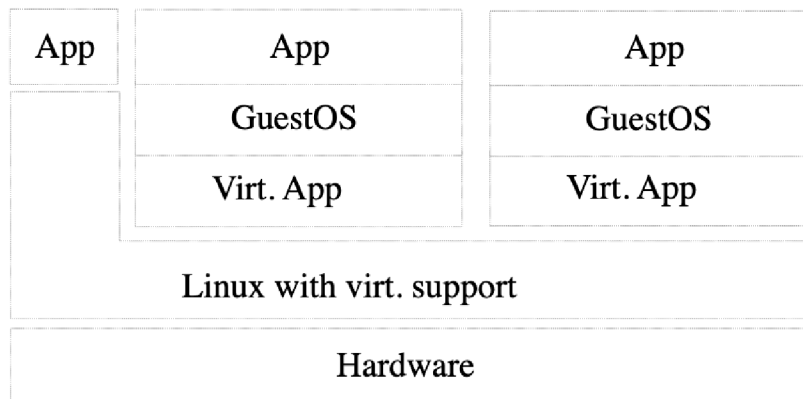 App
App
App
GuestOS
GuestOS
Virt. App
Virt. App
Linux with virt. support
Hardware